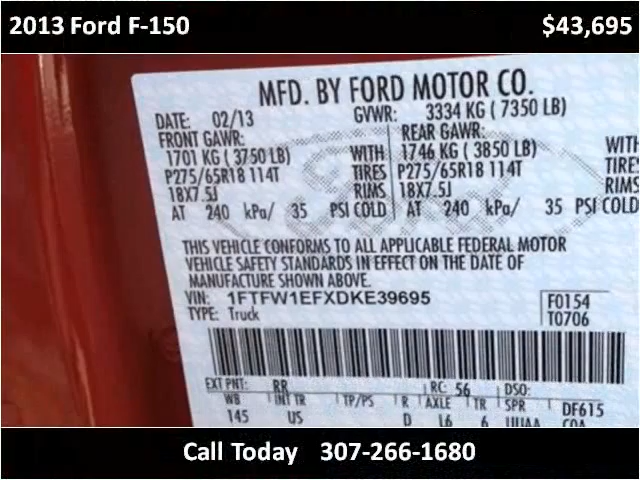 2013 Ford F-150 $43,695
MFD. BY FORD MOTOR CO.
DATE: 02/13 GVWR: 3334 KG ( 7350 LB)
FRONT GAWR: REAR GAWR:
1701 KG ( 3750 LB) WITH 1746 KG ( 3850 LB) WITH
P275/65R18 114T TIRES P275/65R18 114T TIRES
18X7.5J RIMS 18X7.5J RIMS
AT 240 kPa/ 35 PSI COLD AT 240 kPa/ 35 PSI COLD
THIS VEHICLE CONFORMS TO ALL APPLICABLE FEDERAL MOTOR
VEHICLE SAFETY STANDARDS IN EFFECT ON THE DATE OF
MANUFACTURE SHOWN ABOVE.
VIN: 1FTFW1EFXDKE39695 F0154
TYPE: Truck T0706
EXT PNT: RR RC: 56 DSO:
WB INT TR TP/PS R AXLE TR SPR DF615
145 US D L6 6
Call Today 307-266-1680